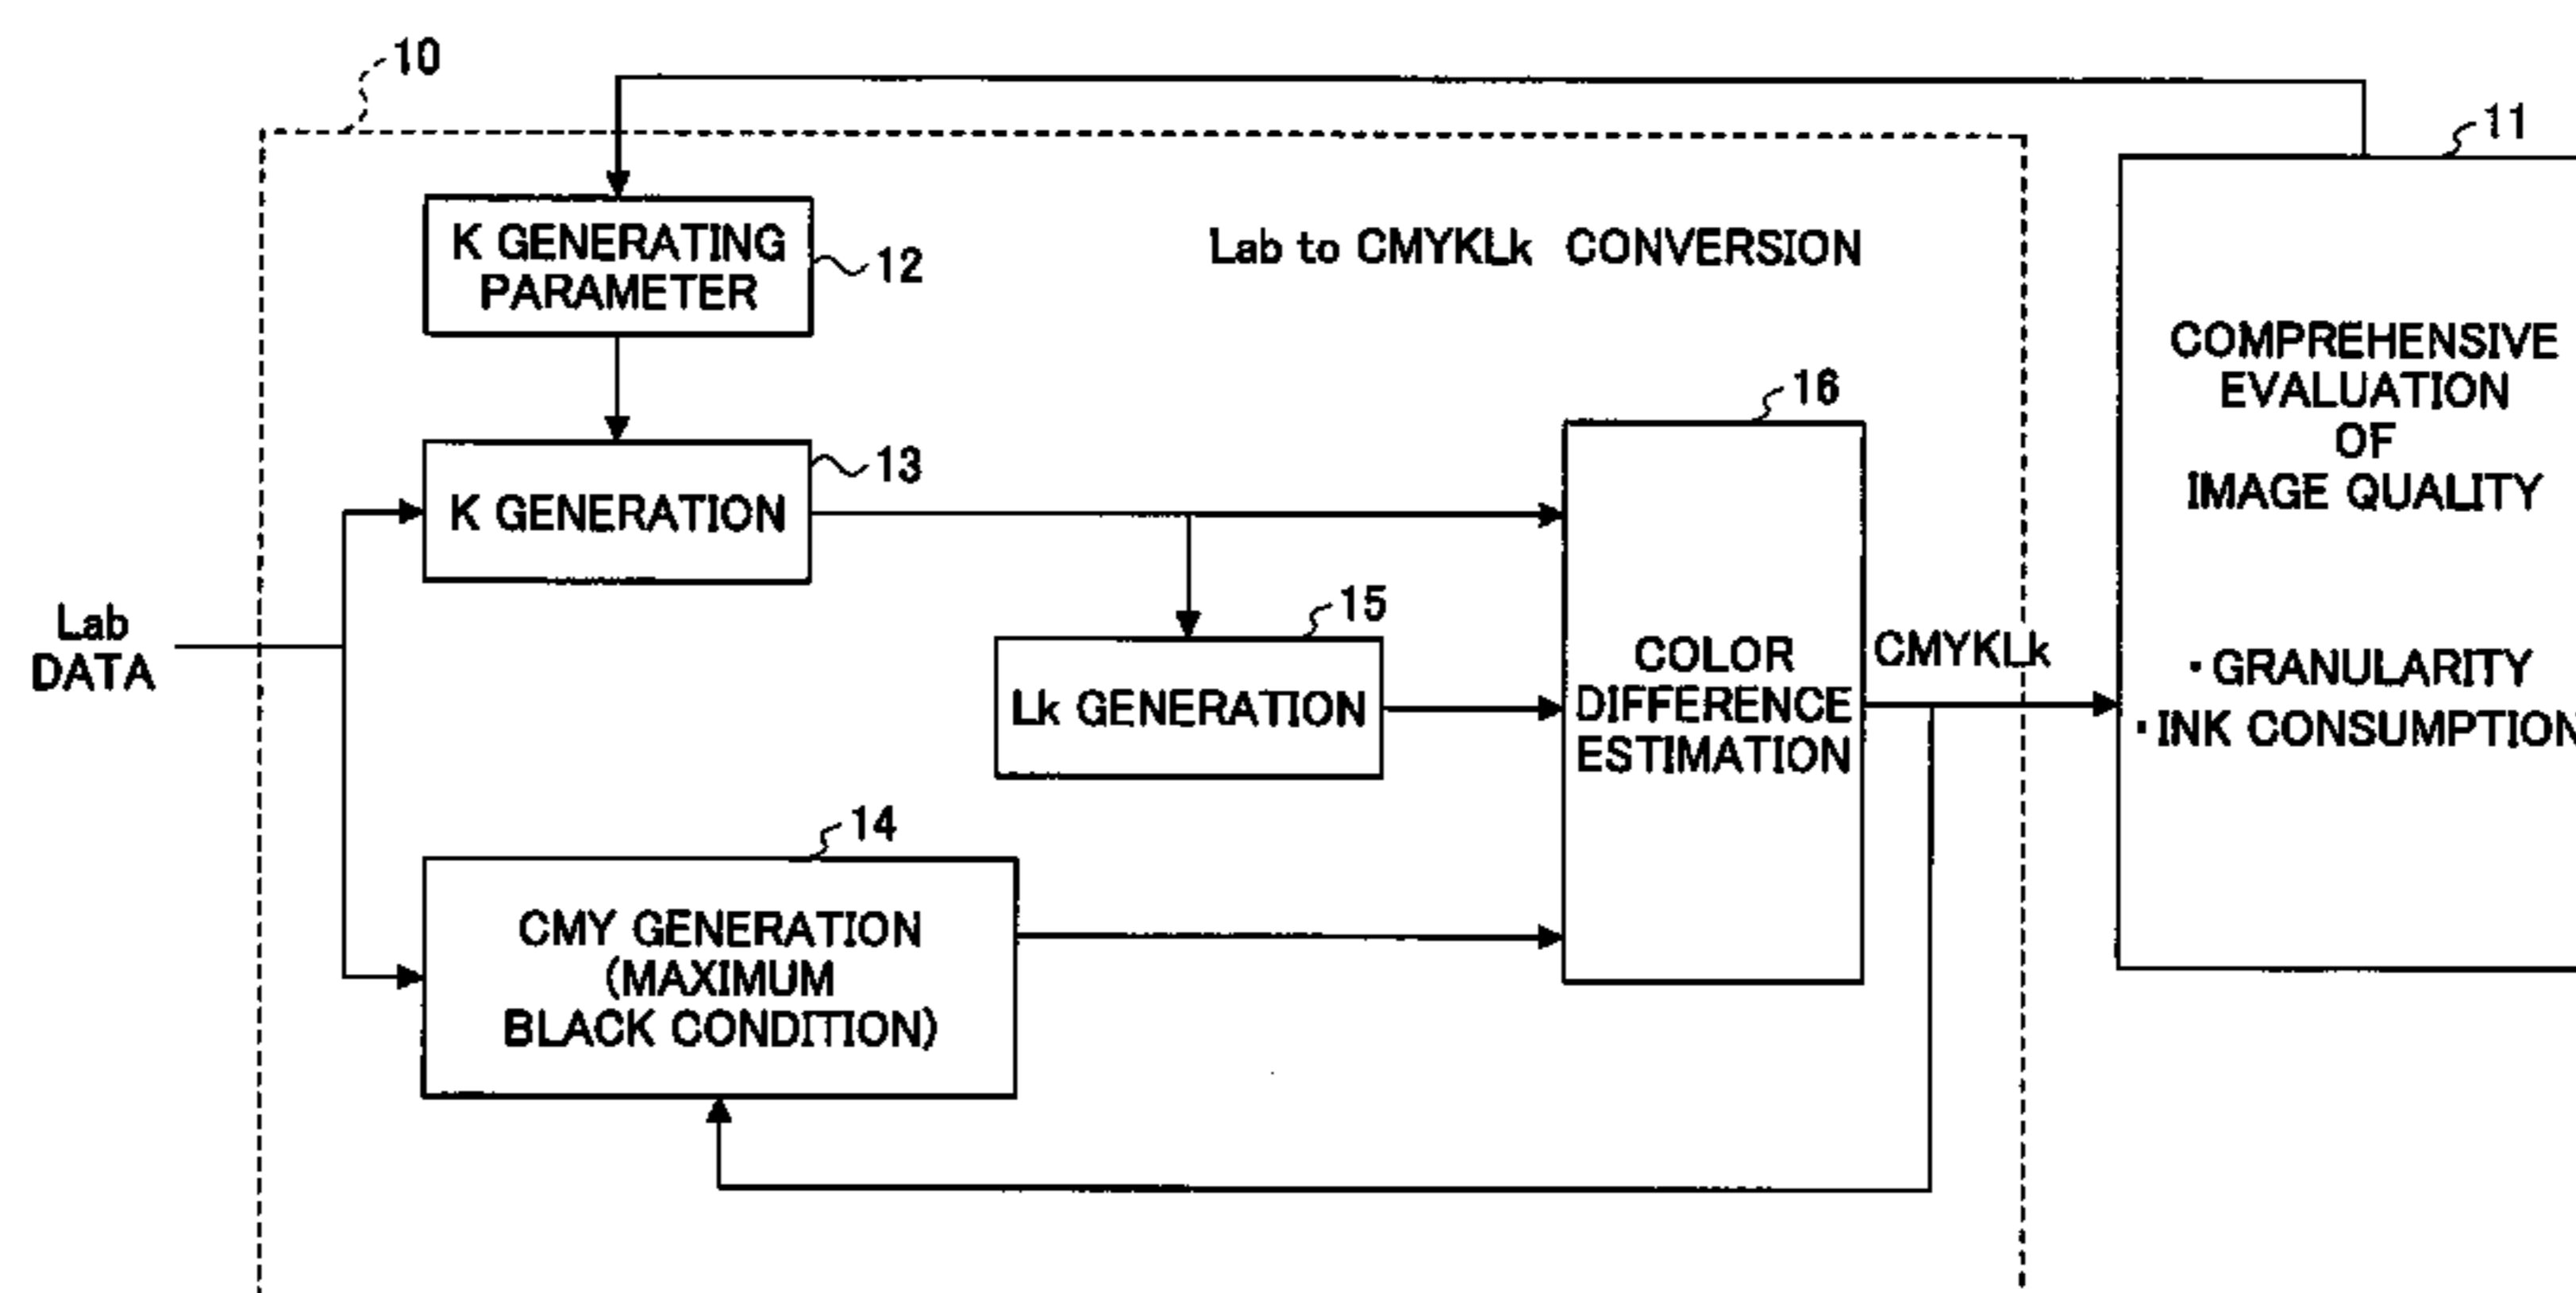 10
11
K GENERATING
PARAMETER
12
Lab to CMYKLk CONVERSION
COMPREHENSIVE
EVALUATION
OF
IMAGE QUALITY
・GRANULARITY
・INK CONSUMPTION
16
13
K GENERATION
Lab
DATA
15
Lk GENERATION
COLOR
DIFFERENCE
ESTIMATION
CMYKLk
14
CMY GENERATION
(MAXIMUM
BLACK CONDITION)